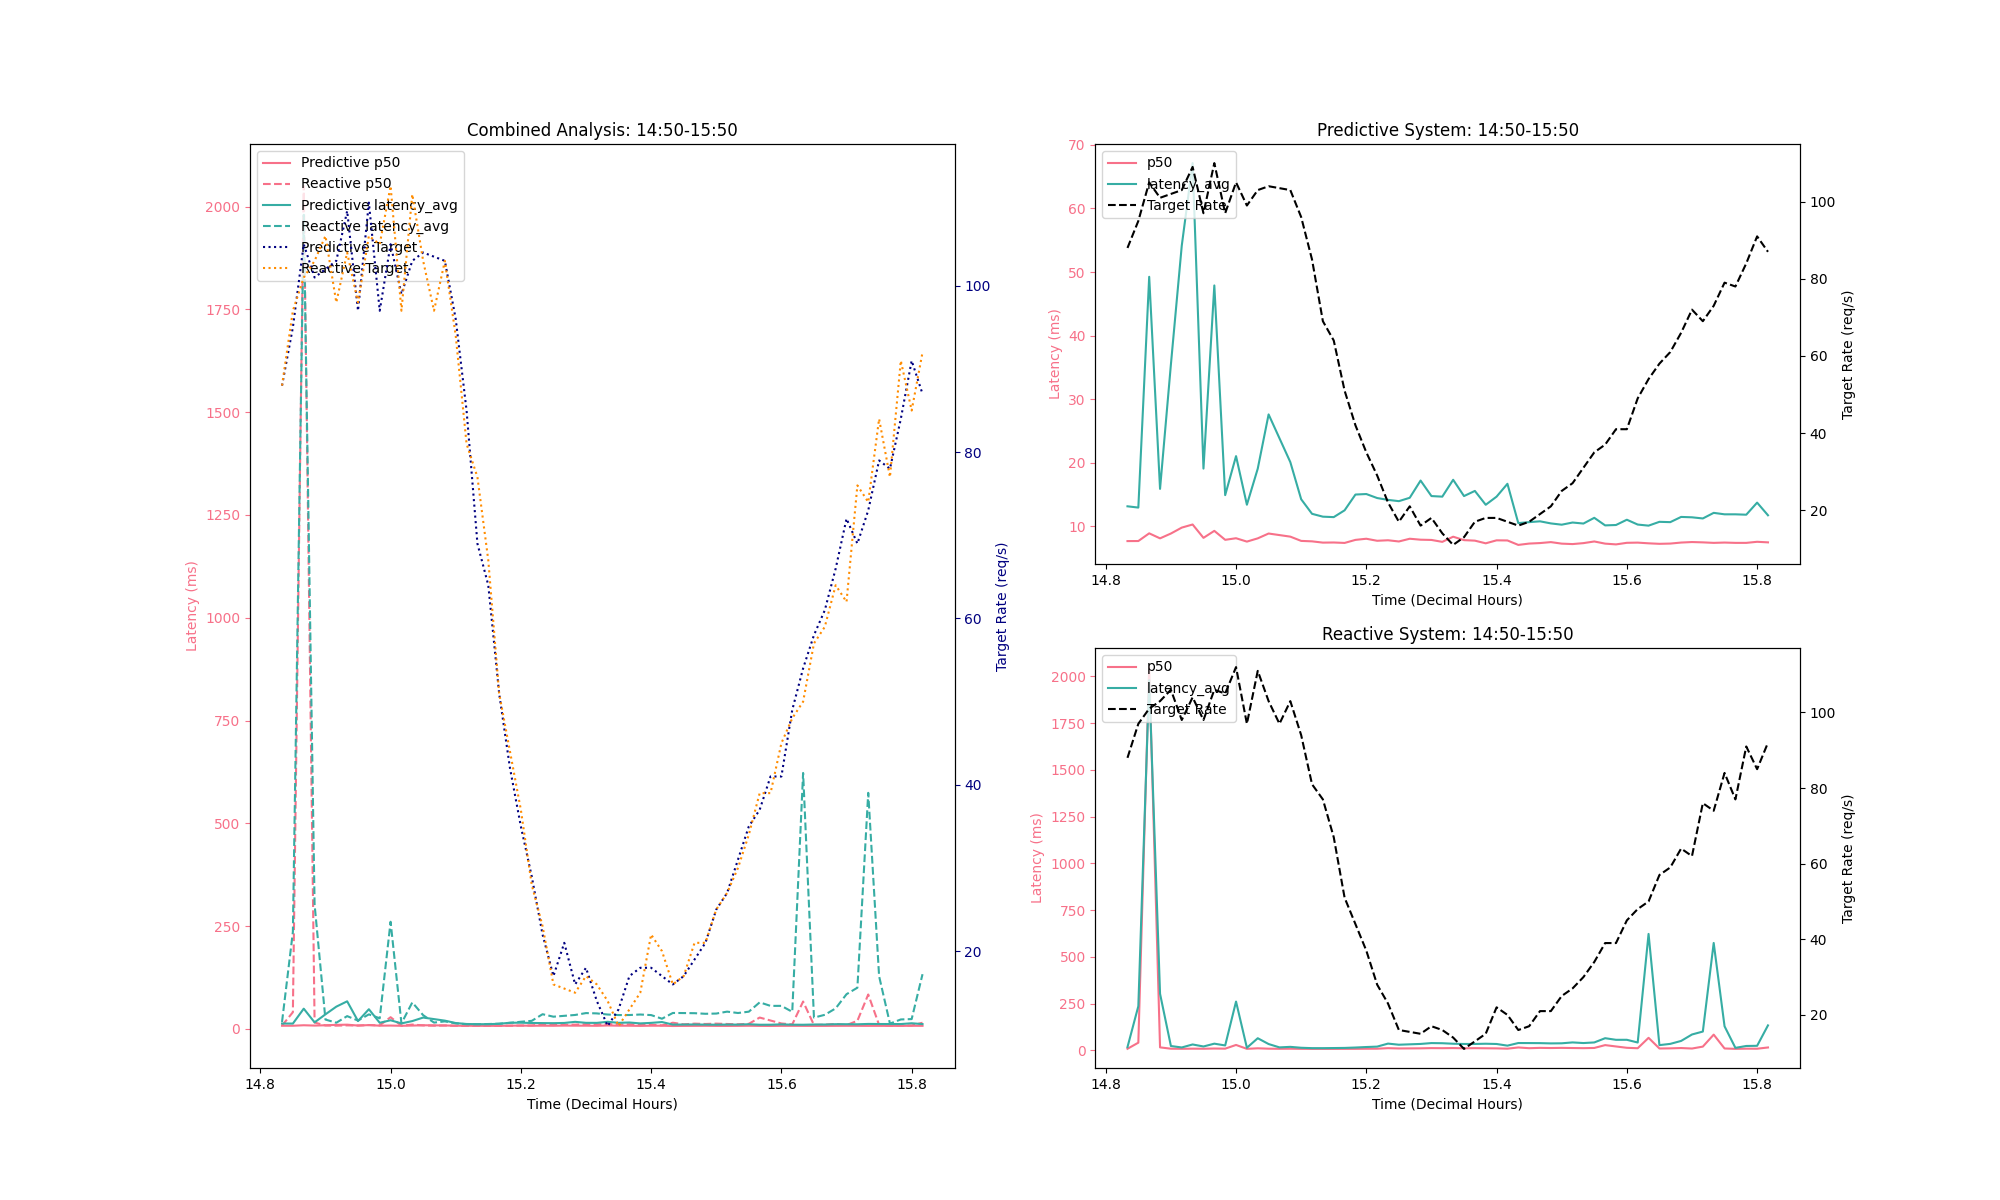 Combined Analysis: 14:50-15:50
Predictive p50
Reactive p50
Predictive latency_avg
Reactive latency_avg
Predictive Target
Reactive Target
2000
1750
1500
1250
1000
750
500
250
0
Latency (ms)
100
80
60
40
20
Target Rate (req/s)
14.8 15.0 15.2 15.4 15.6 15.8
Time (Decimal Hours)
Predictive System: 14:50-15:50
p50
latency_avg
Target Rate
70
60
50
40
30
20
10
Latency (ms)
100
80
60
40
20
Target Rate (req/s)
14.8 15.0 15.2 15.4 15.6 15.8
Time (Decimal Hours)
Reactive System: 14:50-15:50
p50
latency_avg
Target Rate
2000
1750
1500
1250
1000
750
500
250
0
Latency (ms)
100
80
60
40
20
Target Rate (req/s)
14.8 15.0 15.2 15.4 15.6 15.8
Time (Decimal Hours)